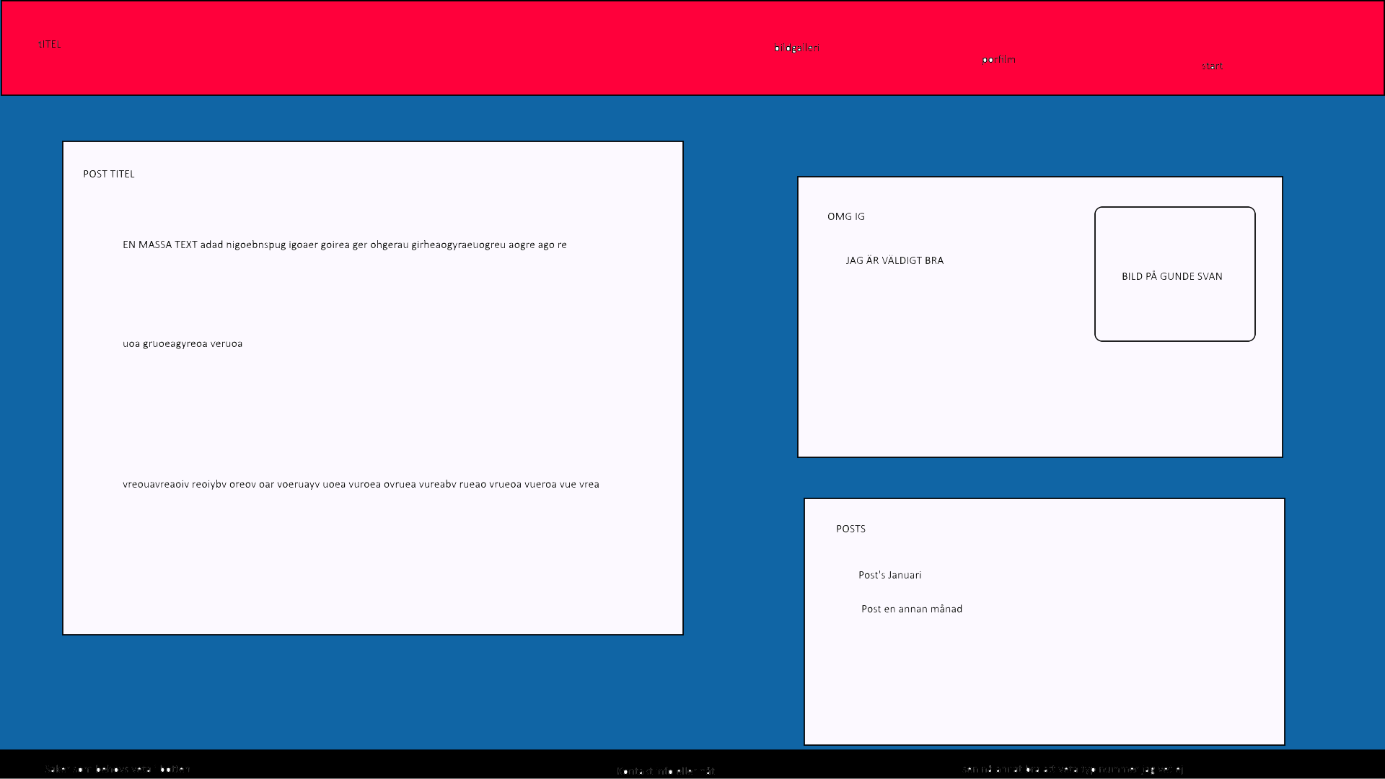 tITEL
start
POST TITEL
EN MASSA TEXT adad nigoebnspug igoaer goirea ger ohgerau girheaogyraeuogreu aogre ago re
uoa gruoeagyreoa veruoa
vreouavreaoiv reoiybv oreov oar voeruayv uoea vuroea ovruea vureabv rueao vrueoa vueroa vue vrea
OMG IG
JAG ÄR VÄLDIGT BRA
BILD PÅ GUNDE SVAN
POSTS
Post's Januari
Post en annan månad